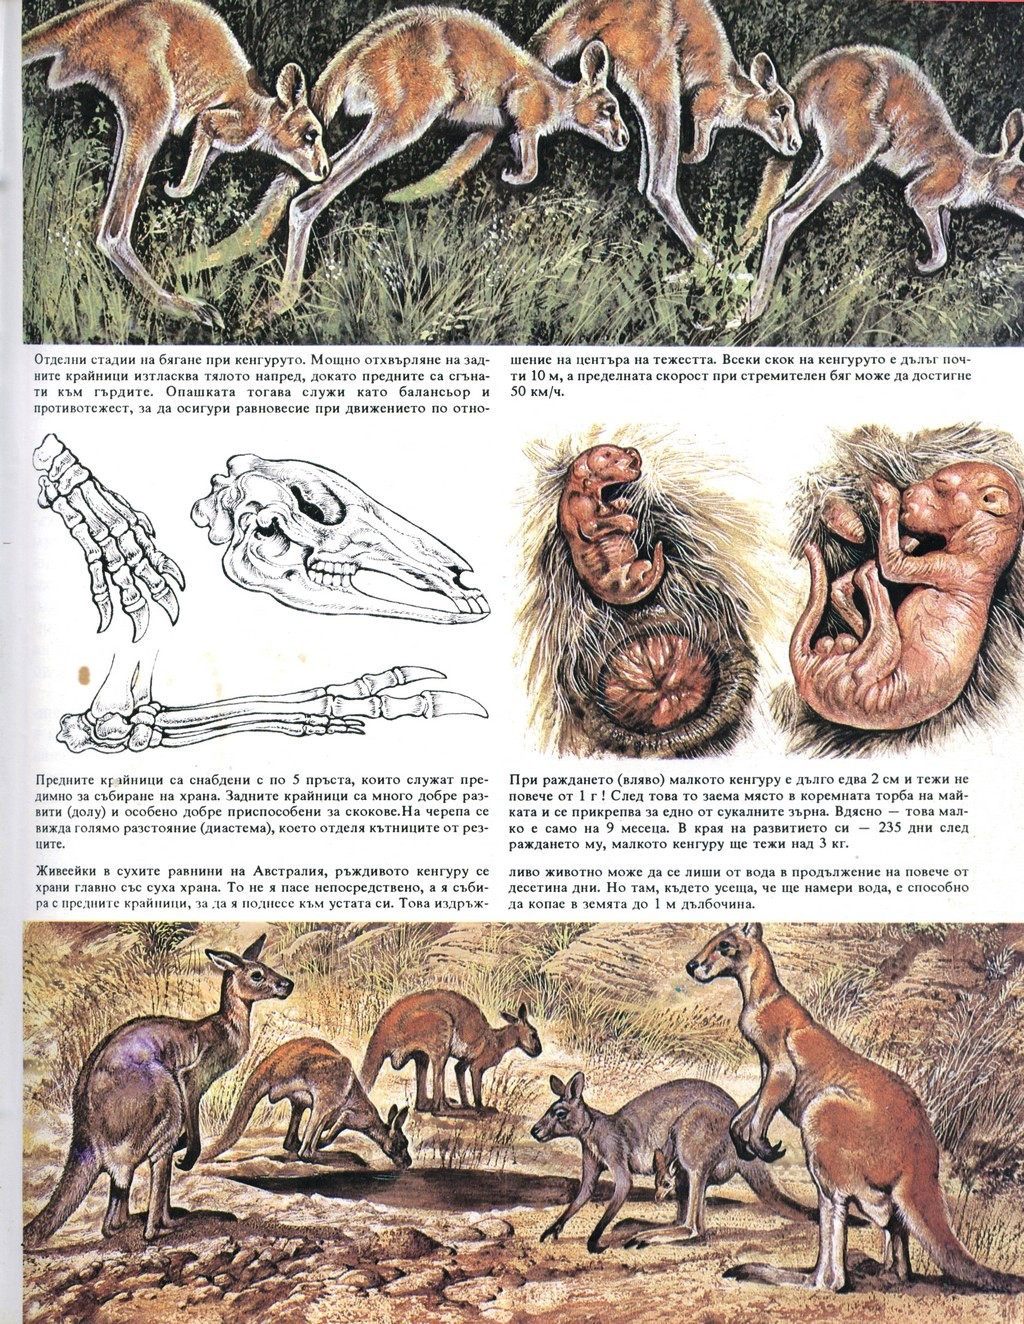 Отделни стадии на бягане при кенгуруто. Мощно отхвърляне на зад-
ните крайници изтласква тялото напред, докато предните са сгъна-
ти към гърдите. Опашката тогава служи като балансьор и
противотежест, за да осигури равновесие при движението по отно-
шение на центъра на тежестта. Всеки скок на кенгуруто е дълъг поч-
ти 10 м, а пределната скорост при стремителен бяг може да достигне
50 км/ч.
Предните крайници са снабдени с по 5 пръста, които служат пре-
димно за събиране на храна. Задните крайници са много добре раз-
вити (долу) и особено добре приспособени за скокове.На черепа се
вижда голямо разстояние (диастема), което отделя кътниците от рез-
ците.
При раждането (вляво) малкото кенгуру е дълго едва 2 см и тежи не
повече от 1 г ! След това то заема място в коремната торба на май-
ката и се прикрепва за едно от сукалните зърна. Вдясно — това мал-
ко е само на 9 месеца. В края на развитието си — 235 дни след
раждането му, малкото кенгуру ще тежи над 3 кг.
Живеейки в сухите равнини на Австралия, ръждивото кенгуру се
храни главно със суха храна. То не я пасе непосредствено, а я съби-
ра с предните крайници, за да я поднесе към устата си. Това издръж-
ливо животно може да се лиши от вода в продължение на повече от
десетина дни. Но там, където усеща, че ще намери вода, е способно
да копае в земята до 1 м дълбочина.